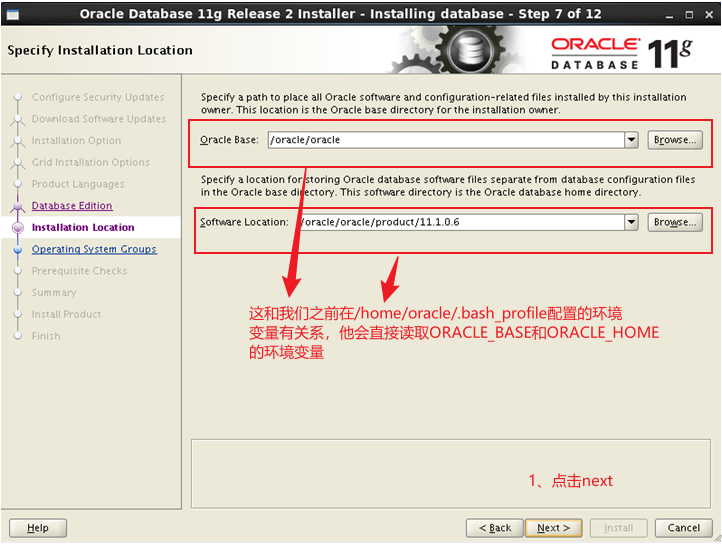 Oracle Database 11g Release 2 Installer - Installing database - Step 7 of 12
Specify Installation Location
ORACLE
DATABASE 11g
Configure Security Updates
Download Software Updates
Installation Option
Grid Installation Options
Product Languages
Database Edition
Installation Location
Operating System Groups
Prerequisite Checks
Summary
Install Product
Finish
Specify a path to place all Oracle software and configuration-related files installed by this installation
owner. This location is the Oracle base directory for the installation owner.
Oracle Base: /oracle/oracle Browse...
Specify a location for storing Oracle database software files separate from database configuration files
in the Oracle base directory. This software directory is the Oracle database home directory.
Software Location: /oracle/oracle/product/11.1.0.6 Browse...
这和我们之前在/home/oracle/.bash_profile配置的环境
变量有关系，他会直接读取ORACLE_BASE和ORACLE_HOME
的环境变量
1、点击next
Help < Back Next > Install Cancel